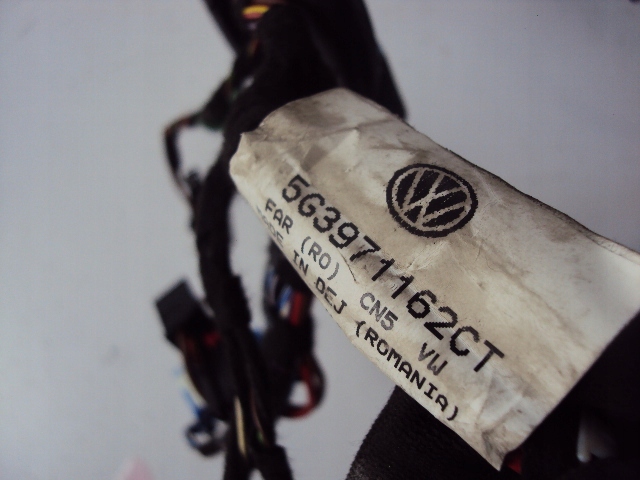 5G3971162CT
FAR (RO) CN5 VW
IN DEJ (ROMANIA)